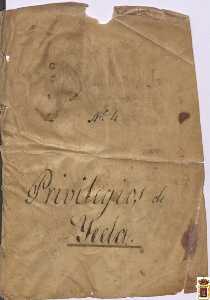 Nº 4
Privilegios de
Yecla.